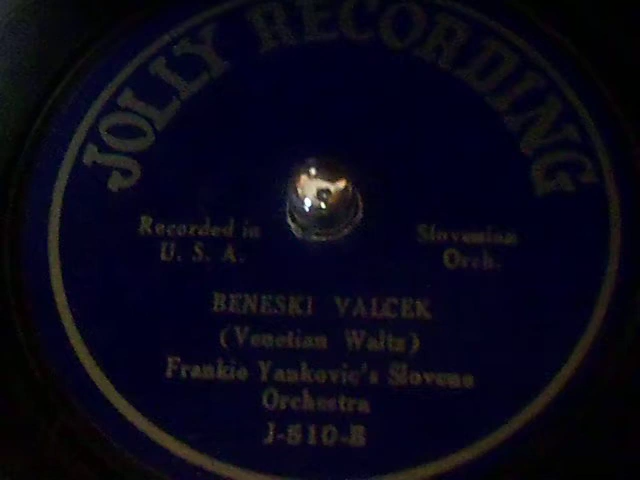 JOLLY RECORDING
Recorded in
U. S. A.
Slovenian
Orch.
BENESKI VALCEK
(Venetian Waltz)
Frankie Yankovic's Slovene
Orchestra
J-510-B